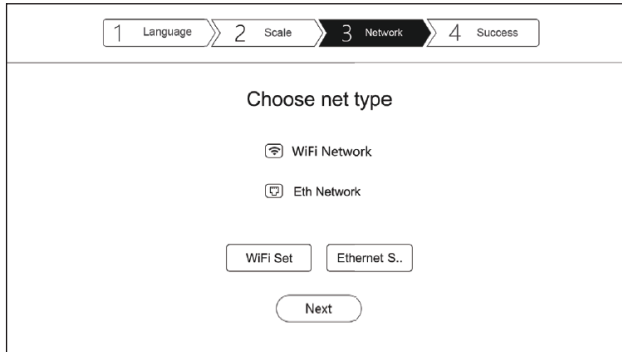 1 Language 2 Scale 3 Network 4 Success
Choose net type
WiFi Network
Eth Network
WiFi Set Ethernet S..
Next